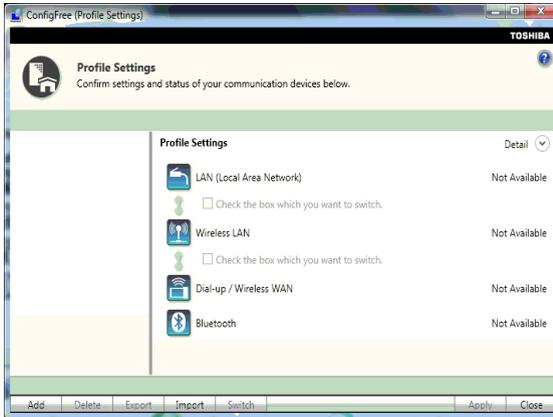 ConfigFree (Profile Settings)
TOSHIBA
Profile Settings
Confirm settings and status of your communication devices below.
?
Profile Settings
Detail
LAN (Local Area Network)
Not Available
Check the box which you want to switch.
Wireless LAN
Not Available
Check the box which you want to switch.
Dial-up / Wireless WAN
Not Available
Bluetooth
Not Available
Add Delete Export Import Switch Apply Close